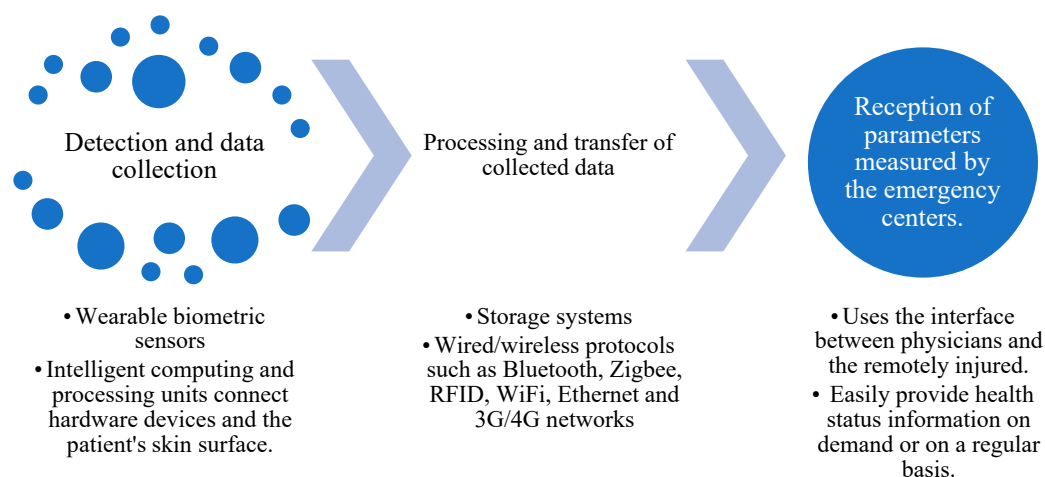 Detection and data
collection
Processing and transfer of
collected data
Reception of
parameters
measured by
the emergency
centers.
• Wearable biometric
sensors
• Intelligent computing and
processing units connect
hardware devices and the
patient's skin surface.
• Storage systems
• Wired/wireless protocols
such as Bluetooth, Zigbee,
RFID, WiFi, Ethernet and
3G/4G networks
• Uses the interface
between physicians and
the remotely injured.
• Easily provide health
status information on
demand or on a regular
basis.